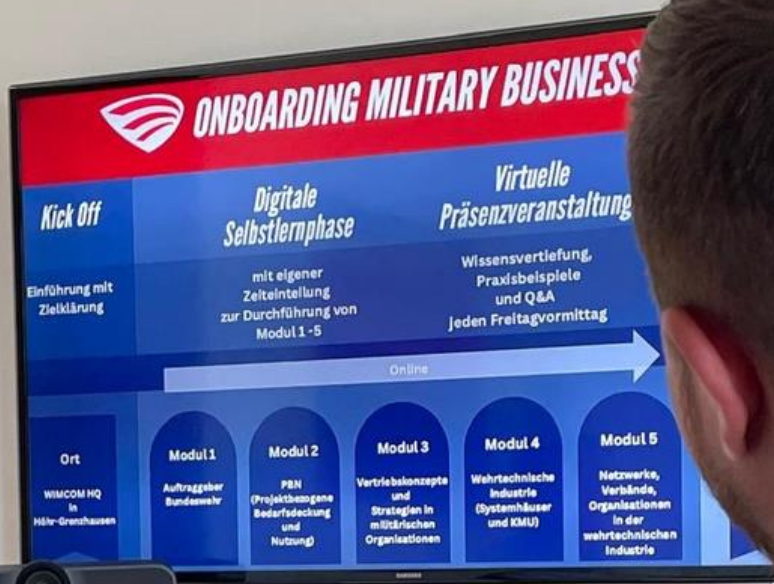 ONBOARDING MILITARY BUSINESS
Kick Off
Einführung mit
Zielklärung
Digitale
Selbstlernphase
mit eigener
Zeiteinteilung
zur Durchführung von
Modul 1-5
Virtuelle
Präsenzveranstaltung
Wissensvertiefung,
Praxisbeispiele
und Q&A
jeden Freitagvormittag
Online
Ort
WIMCOM HQ
in
Höhr-Grenzhausen
Modul 1
Auftraggeber
Bundeswehr
Modul 2
PBN
(Projektbezogene
Bedarfsdeckung
und
Nutzung)
Modul 3
Vertriebskonzepte
und
Strategien in
militärischen
Organisationen
Modul 4
Wehrtechnische
Industrie
(Systemhäuser
und KMU)
Modul 5
Netzwerke,
Verbände,
Organisationen
in der
wehrtechnischen
Industrie
SAMSUNG